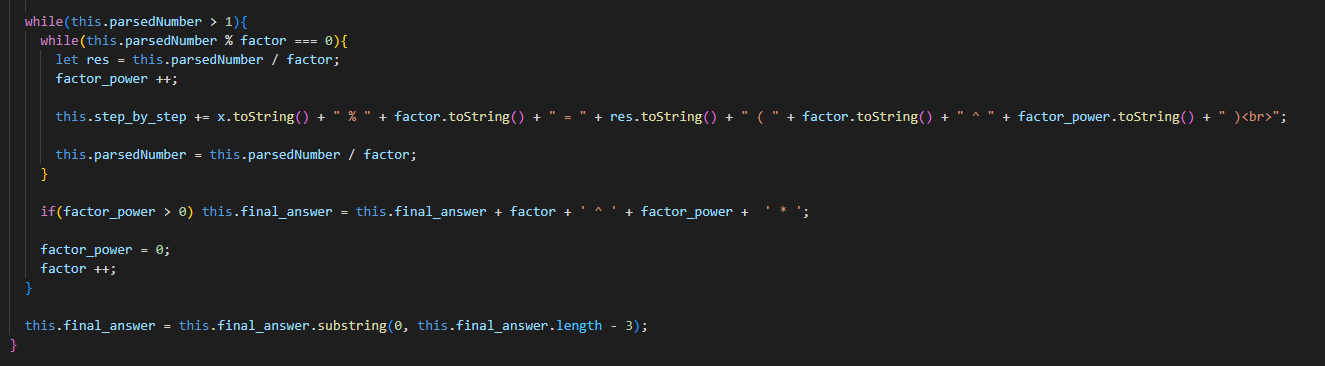 while(this.parsedNumber > 1){
while(this.parsedNumber % factor === 0){
let res = this.parsedNumber / factor;
factor_power ++;
this.step_by_step += x.toString() + " % " + factor.toString() + " = " + res.toString() + " ( " + factor.toString() + " ^ " + factor_power.toString() + " )<br>";
this.parsedNumber = this.parsedNumber / factor;
}
if(factor_power > 0) this.final_answer = this.final_answer + factor + ' ^ ' + factor_power +  ' * ';
factor_power = 0;
factor ++;
}
this.final_answer = this.final_answer.substring(0, this.final_answer.length - 3);
}